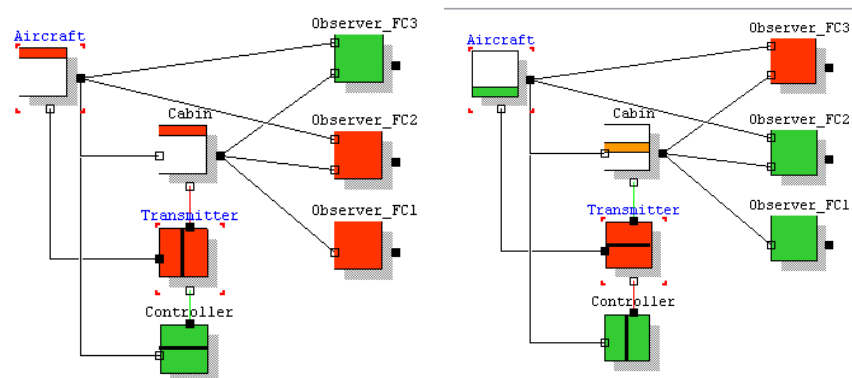 Observer_FC3
Aircraft
Cabin
Observer_FC2
Transmitter
Observer_FC1
Controller
Observer_FC3
Aircraft
Cabin
Observer_FC2
Transmitter
Observer_FC1
Controller